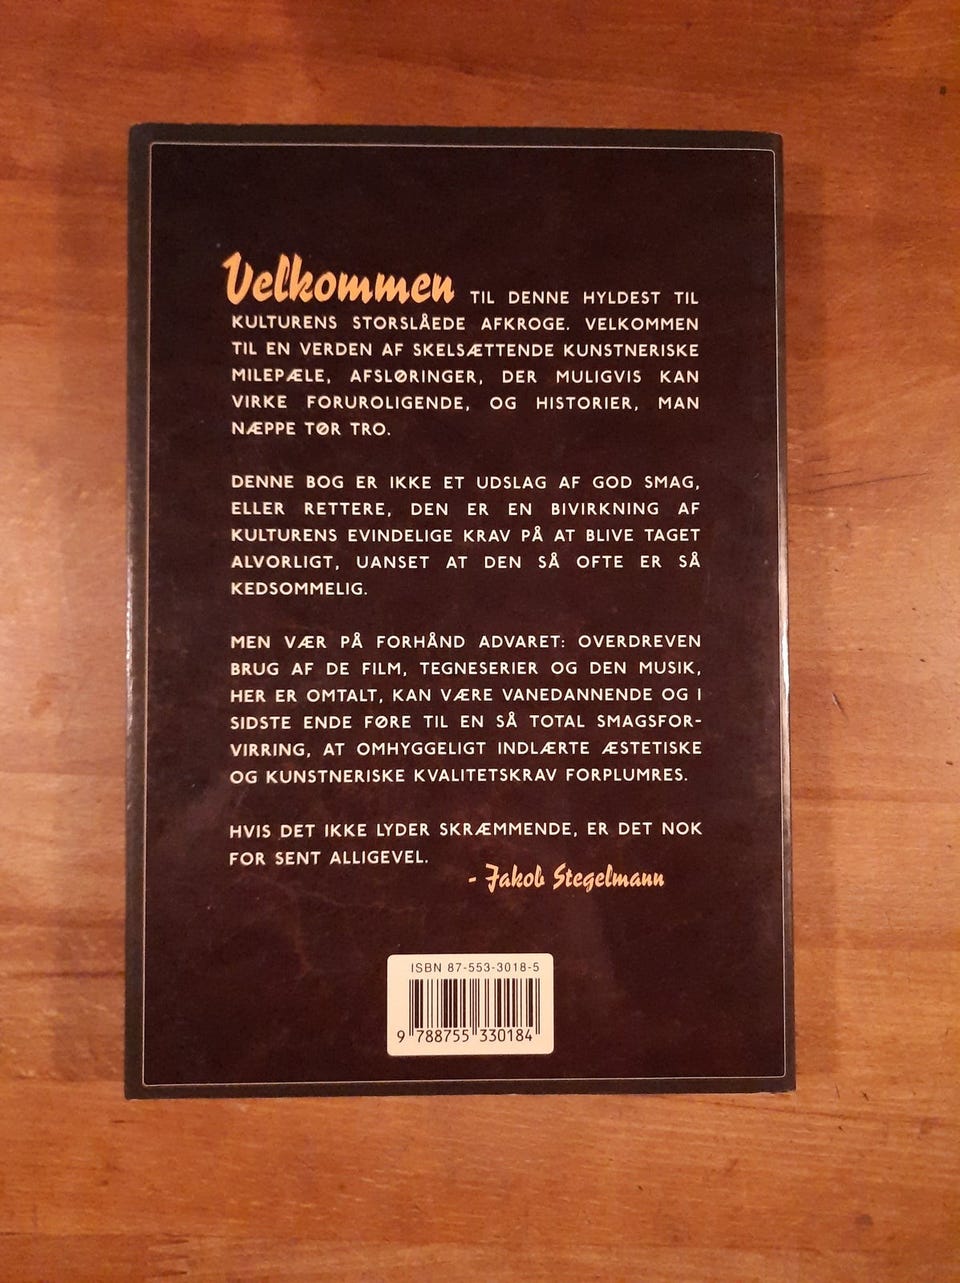 Velkommen TIL DENNE HYLDEST TIL
KULTURENS STORSLÅEDE AFKROGE. VELKOMMEN
TIL EN VERDEN AF SKELSÆTTENDE KUNSTNERISKE
MILEPÆLE, AFSLØRINGER, DER MULIGVIS KAN
VIRKE FORUROLIGENDE, OG HISTORIER, MAN
NÆPPE TØR TRO.
DENNE BOG ER IKKE ET UDSLAG AF GOD SMAG,
ELLER RETTERE, DEN ER EN BIVIRKNING AF
KULTURENS EVINDELIGE KRAV PÅ AT BLIVE TAGET
ALVORLIGT, UANSET AT DEN SÅ OFTE ER SÅ
KEDSOMMELIG.
MEN VÆR PÅ FORHÅND ADVARET: OVERDREVEN
BRUG AF DE FILM, TEGNESERIER OG DEN MUSIK,
HER ER OMTALT, KAN VÆRE VANEDANNENDE OG I
SIDSTE ENDE FØRE TIL EN SÅ TOTAL SMAGSFOR-
VIRRING, AT OMHYGGELIGT INDLÆRTE ÆSTETISKE
OG KUNSTNERISKE KVALITETSKRAV FORPLUMRES.
HVIS DET IKKE LYDER SKRÆMMENDE, ER DET NOK
FOR SENT ALLIGEVEL.
- Jakob Stegelmann
ISBN 87-553-3018-5
9 788755 330184